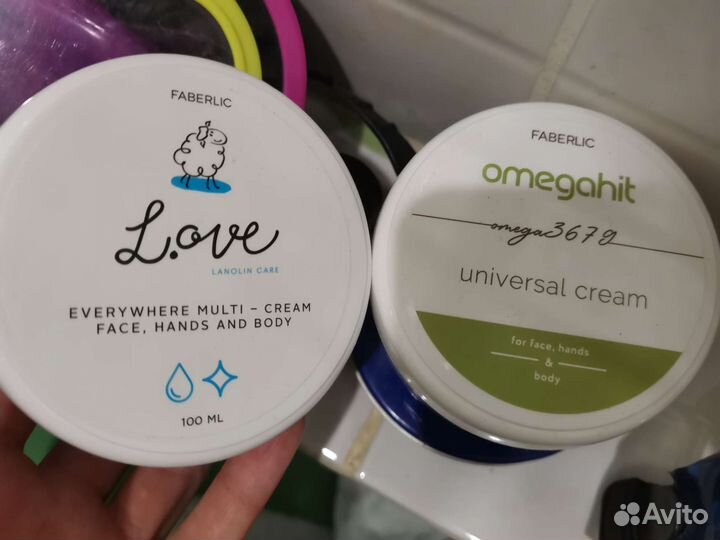 FABERLIC
L.ove
LANOLIN CARE
EVERYWHERE MULTI – CREAM
FACE, HANDS AND BODY
100 ML
FABERLIC
omegahit
omega3679
universal cream
for face, hands
&
body
Avito